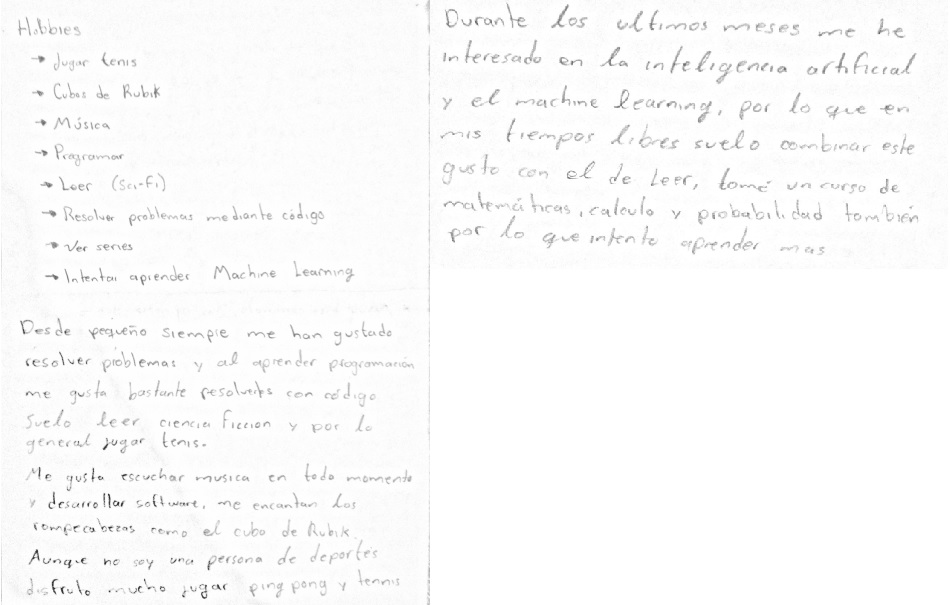 Hobbies
→ Jugar tenis
→ Cubos de Rubik
→ Música
→ Programar
→ Leer (Sci-Fi)
→ Resolver problemas mediante código
→ Ver series
→ Intentar aprender Machine Learning
Desde pequeño siempre me han gustado
resolver problemas y al aprender programación
me gusta bastante resolverlos con código
Suelo leer ciencia ficcion y por lo
general jugar tenis.
Me gusta escuchar musica en todo momento
y desarrollar software, me encantan los
rompecabezas como el cubo de Rubik.
Aunque no soy una persona de deportes
disfruto mucho jugar ping pong y tennis
Durante los ultimos meses me he
interesado en la inteligencia artificial
y el machine learning, por lo que en
mis tiempos libres suelo combinar este
gusto con el de leer, tomé un curso de
matemáticas, calculo y probabilidad también
por lo que intente aprender mas